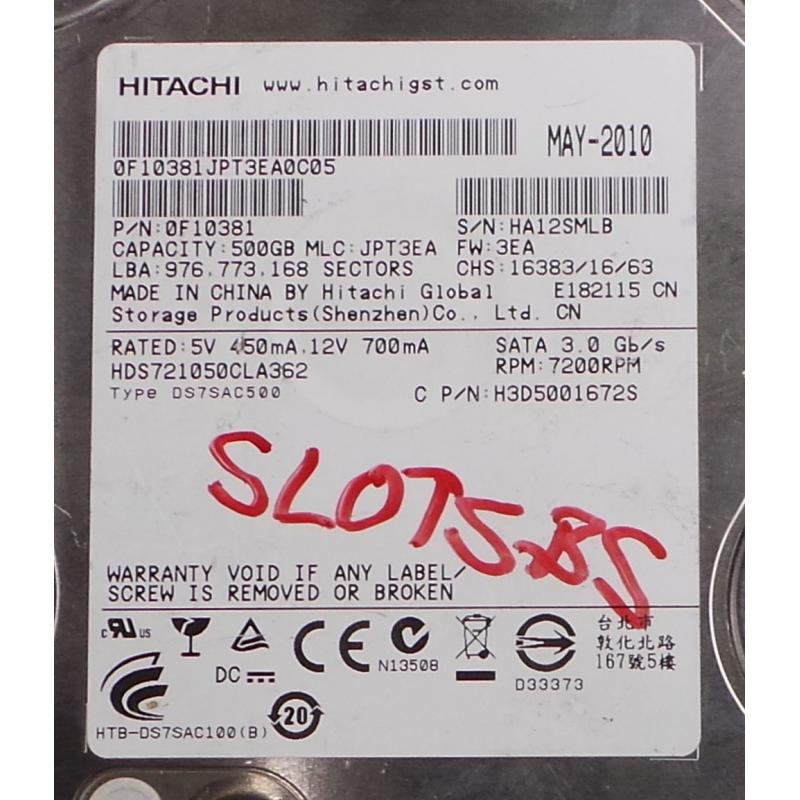 HITACHI www.hitachigst.com
MAY-2010
0F10381JPT3EA0C05
P/N:0F10381 S/N:HA12SMLB
CAPACITY:500GB MLC:JPT3EA FW:3EA
LBA:976,773,168 SECTORS CHS:16383/16/63
MADE IN CHINA BY Hitachi Global E182115 CN
Storage Products(Shenzhen)Co., Ltd. CN
RATED:5V 450mA,12V 700mA SATA 3.0 Gb/s
HDS721050CLA362 RPM:7200RPM
Type DS7SAC500 C P/N:H3D5001672S
SLOT
WARRANTY VOID IF ANY LABEL/
SCREW IS REMOVED OR BROKEN
c US
CE
N13508
D33373
台北市
敦化北路
167號5樓
DC
20
HTB-DS7SAC100(B)